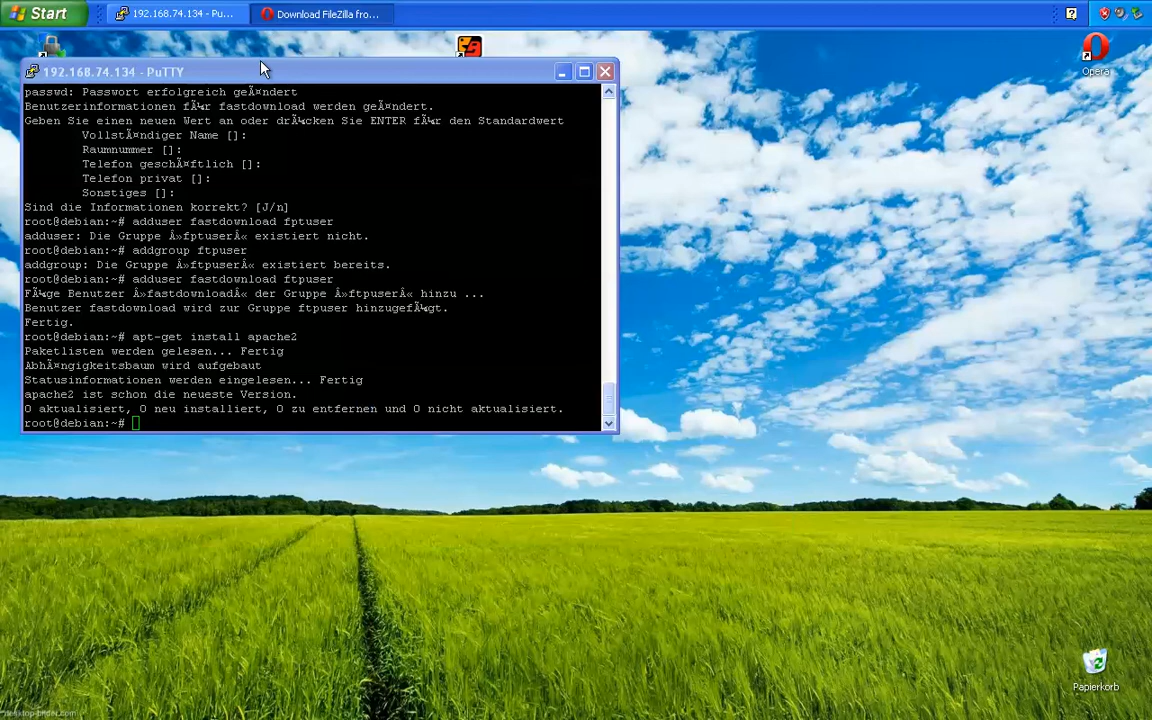 Start
192.168.74.134 - Pu...
Download FileZilla fro...
Opera
192.168.74.134 - PuTTY
passwd: Passwort erfolgreich geÃ¤ndert
Benutzerinformationen fÃ¼r fastdownload werden geÃ¤ndert.
Geben Sie einen neuen Wert an oder drÃ¼cken Sie ENTER fÃ¼r den Standardwert
VollstÃ¤ndiger Name []:
Raumnummer []:
Telefon geschÃ¤ftlich []:
Telefon privat []:
Sonstiges []:
Sind die Informationen korrekt? [J/n]
root@debian:~# adduser fastdownload fptuser
adduser: Die Gruppe Â»fptuserÂ« existiert nicht.
root@debian:~# addgroup ftpuser
addgroup: Die Gruppe Â»ftpuserÂ« existiert bereits.
root@debian:~# adduser fastdownload ftpuser
FÃ¼ge Benutzer Â»fastdownloadÂ« der Gruppe Â»ftpuserÂ« hinzu ...
Benutzer fastdownload wird zur Gruppe ftpuser hinzugefÃ¼gt.
Fertig.
root@debian:~# apt-get install apache2
Paketlisten werden gelesen... Fertig
AbhÃ¤ngigkeitsbaum wird aufgebaut
Statusinformationen werden eingelesen... Fertig
apache2 ist schon die neueste Version.
0 aktualisiert, 0 neu installiert, 0 zu entfernen und 0 nicht aktualisiert.
root@debian:~#
Papierkorb
desktop-bilder.com